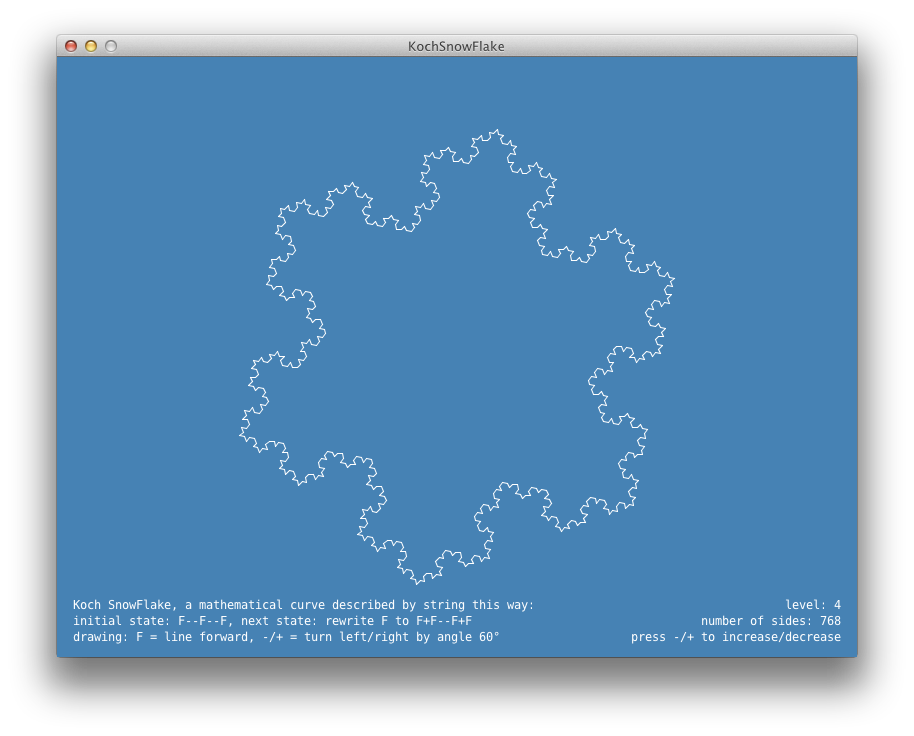 KochSnowFlake
Koch SnowFlake, a mathematical curve described by string this way:
initial state: F--F--F, next state: rewrite F to F+F--F+F
drawing: F = line forward, -/+ = turn left/right by angle 60°
level: 4
number of sides: 768
press -/+ to increase/decrease